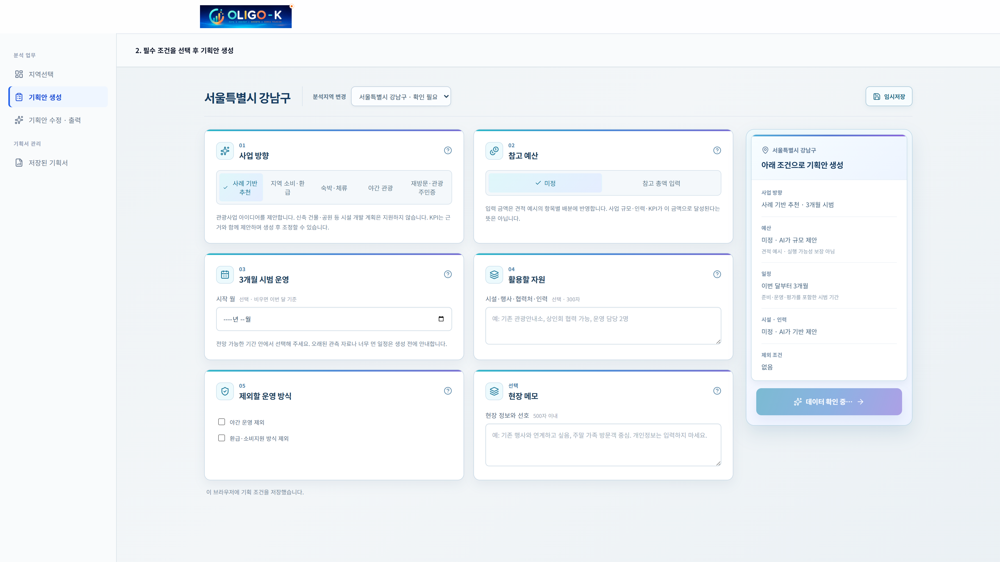 OLIGO-K
DATA | INSIGHT | GROWTH | KOREA TOURISM
2. 필수 조건을 선택 후 기획안 생성
분석 업무
지역선택
기획안 생성
기획안 수정 · 출력
기획서 관리
저장된 기획서
서울특별시 강남구
분석지역 변경
서울특별시 강남구 · 확인 필요
임시저장
01
사업 방향
사례 기반
추천
지역 소비·환
급
숙박·체류
야간 관광
재방문·관광
주민증
관광사업 아이디어를 제안합니다. 신축 건물·공원 등 시설 개발 계획은 지원하지 않습니다. KPI는 근
거와 함께 제안하며 생성 후 조정할 수 있습니다.
02
참고 예산
미정
참고 총액 입력
입력 금액은 견적 예시의 항목별 배분에 반영합니다. 사업 규모·인력·KPI가 이 금액으로 달성된다는
뜻은 아닙니다.
03
3개월 시범 운영
시작 월 선택 · 비우면 이번 달 기준
----년 --월
전망 가능한 기간 안에서 선택해 주세요. 오래된 관측 자료나 너무 먼 일정은 생성 전에 안내합니다.
04
활용할 자원
시설·행사·협력처·인력 선택 · 300자
예: 기존 관광안내소, 상인회 협력 가능, 운영 담당 2명
05
제외할 운영 방식
야간 운영 제외
환급·소비지원 방식 제외
선택
현장 메모
현장 정보와 선호 500자 이내
예: 기존 행사와 연계하고 싶음, 주말 가족 방문객 중심. 개인정보는 입력하지 마세요.
이 브라우저에 기획 조건을 저장했습니다.
서울특별시 강남구
아래 조건으로 기획안 생성
사업 방향
사례 기반 추천 · 3개월 시범
예산
미정 · AI가 규모 제안
견적 예시 · 실행 가능성 보장 아님
일정
이번 달부터 3개월
준비·운영·평가를 포함한 시범 기간
시설 · 인력
미정 · AI가 기반 제안
제외 조건
없음
데이터 확인 중…